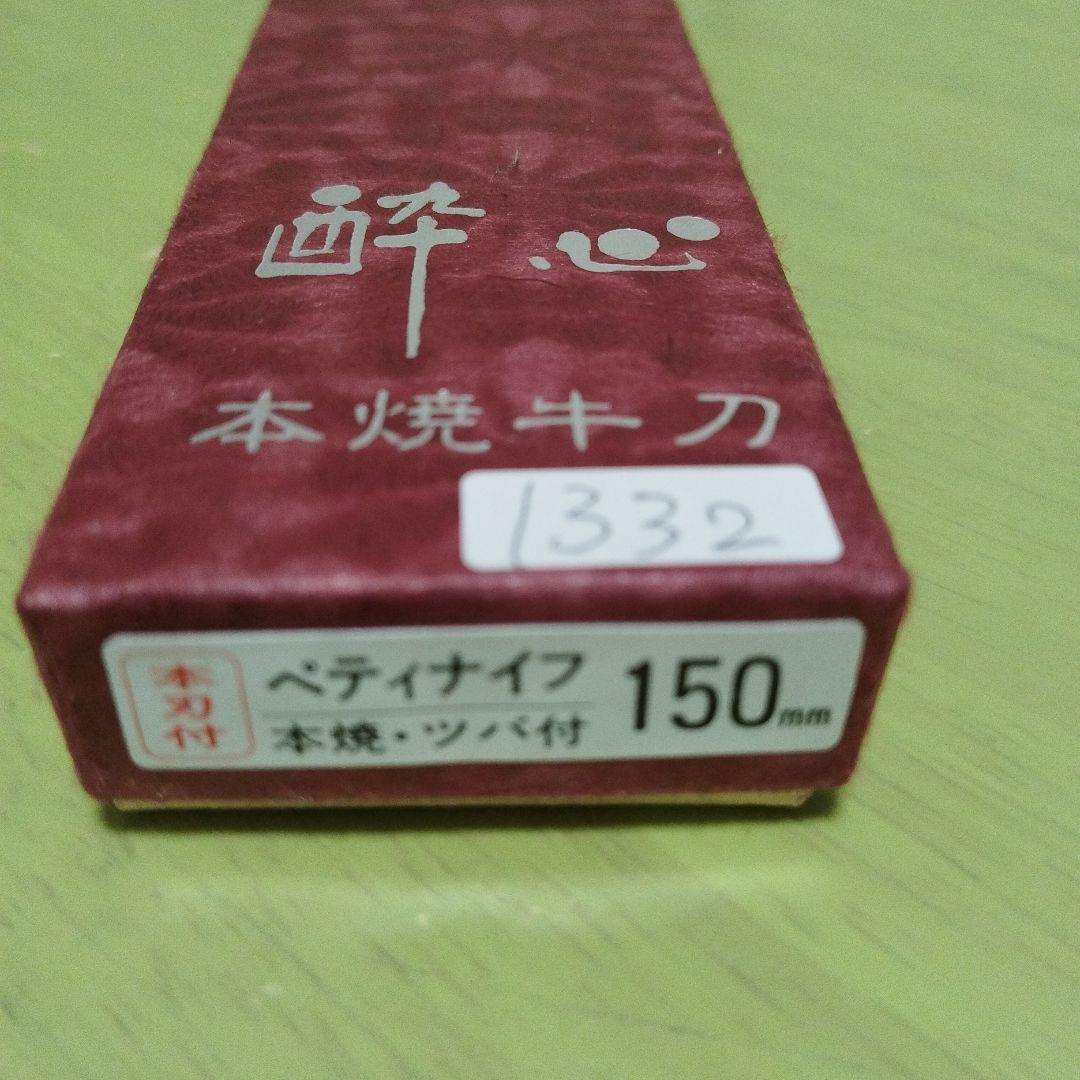 酔心
本焼牛刀
1332
本刃付
ペティナイフ
本焼・ツバ付
150mm